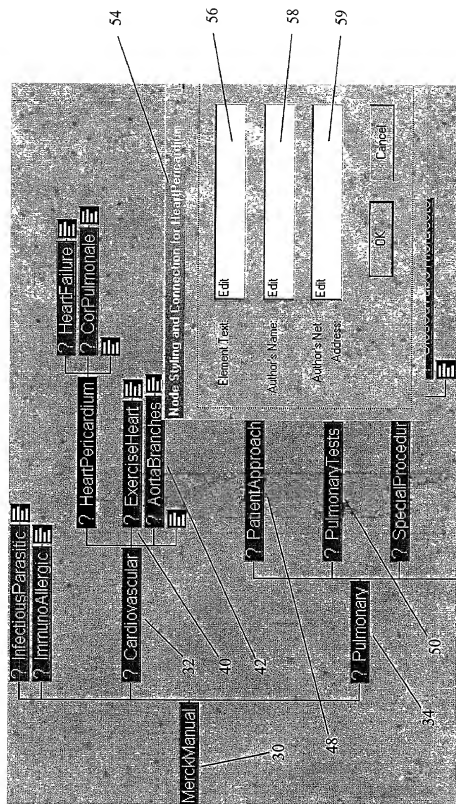 ? InfectiousParasitic
? ImmunoAllergic
? HeartFailure
? CorPulmonale
? HeartPericardium
? Cardiovascular
? ExerciseHeart
? AortaBranches
MerckManual
Node Styling and Connection for HeartPericardium
Element Text:
Edit
Author's Name:
Edit
Author's Net
Address:
Edit
OK
Cancel
? PatientApproach
? PulmonaryTests
? SpecialProcedur
? Pulmonary
54
56
58
59
32
40
42
30
48
50
34